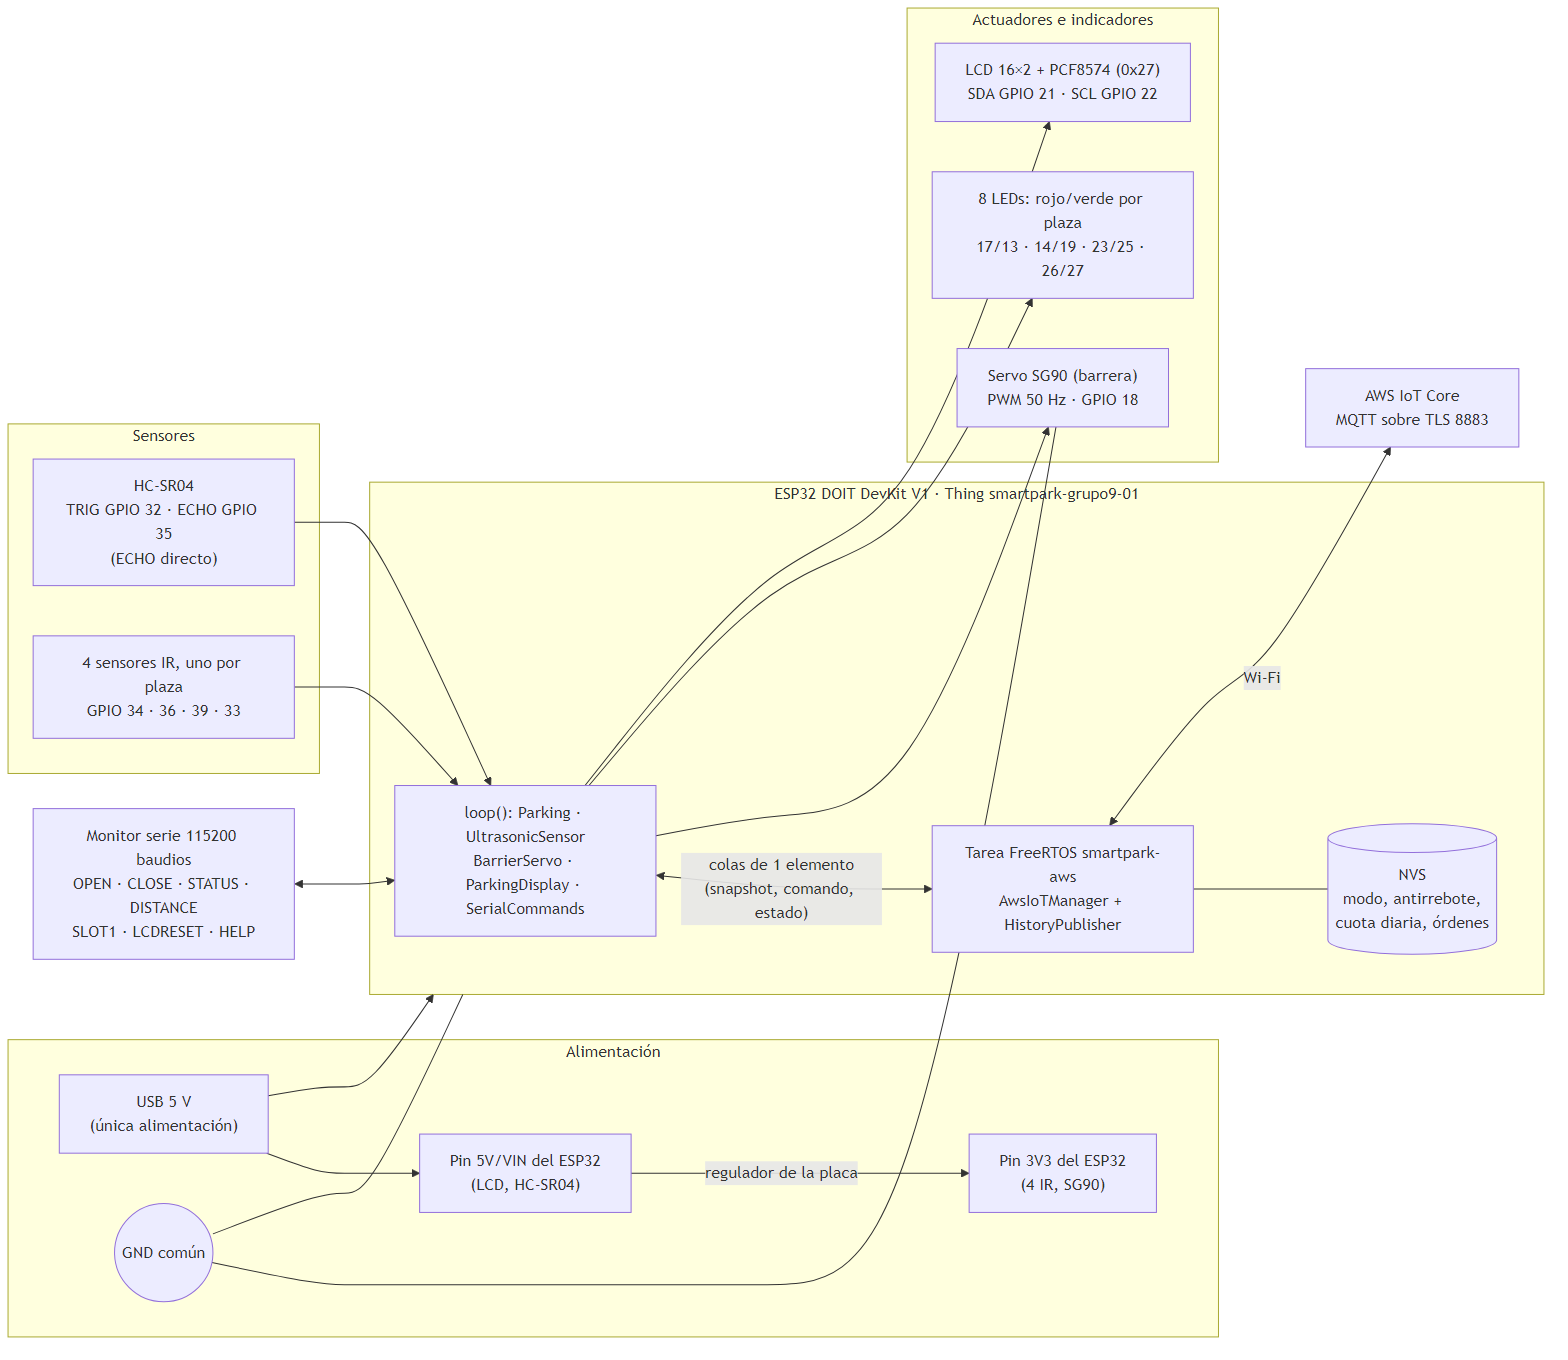 Actuadores e indicadores
LCD 16×2 + PCF8574 (0x27)
SDA GPIO 21 · SCL GPIO 22
8 LEDs: rojo/verde por
plaza
17/13 · 14/19 · 23/25 ·
26/27
Servo SG90 (barrera)
PWM 50 Hz · GPIO 18
AWS IoT Core
MQTT sobre TLS 8883
Sensores
HC-SR04
TRIG GPIO 32 · ECHO GPIO
35
(ECHO directo)
4 sensores IR, uno por
plaza
GPIO 34 · 36 · 39 · 33
ESP32 DOIT DevKit V1 · Thing smartpark-grupo9-01
Wi-Fi
Monitor serie 115200
baudios
OPEN · CLOSE · STATUS ·
DISTANCE
SLOT1 · LCDRESET · HELP
loop(): Parking ·
UltrasonicSensor
BarrierServo ·
ParkingDisplay ·
SerialCommands
colas de 1 elemento
(snapshot, comando,
estado)
Tarea FreeRTOS smartpark-
aws
AwsIoTManager +
HistoryPublisher
NVS
modo, antirrebote,
cuota diaria, órdenes
Alimentación
USB 5 V
(única alimentación)
Pin 5V/VIN del ESP32
(LCD, HC-SR04)
regulador de la placa
Pin 3V3 del ESP32
(4 IR, SG90)
GND común